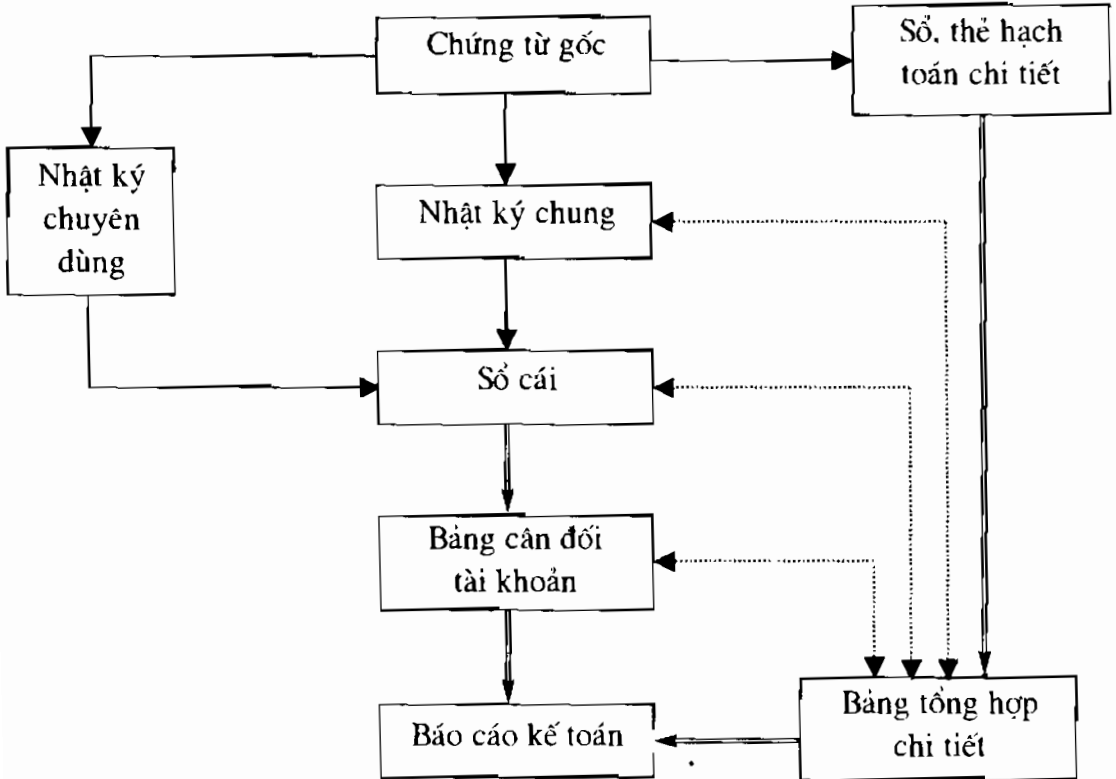 Chứng từ gốc
Sổ, thẻ hạch
toán chi tiết
Nhật ký
chuyên
dùng
Nhật ký chung
Sổ cái
Bảng cân đối
tài khoản
Báo cáo kế toán
Bảng tổng hợp
chi tiết